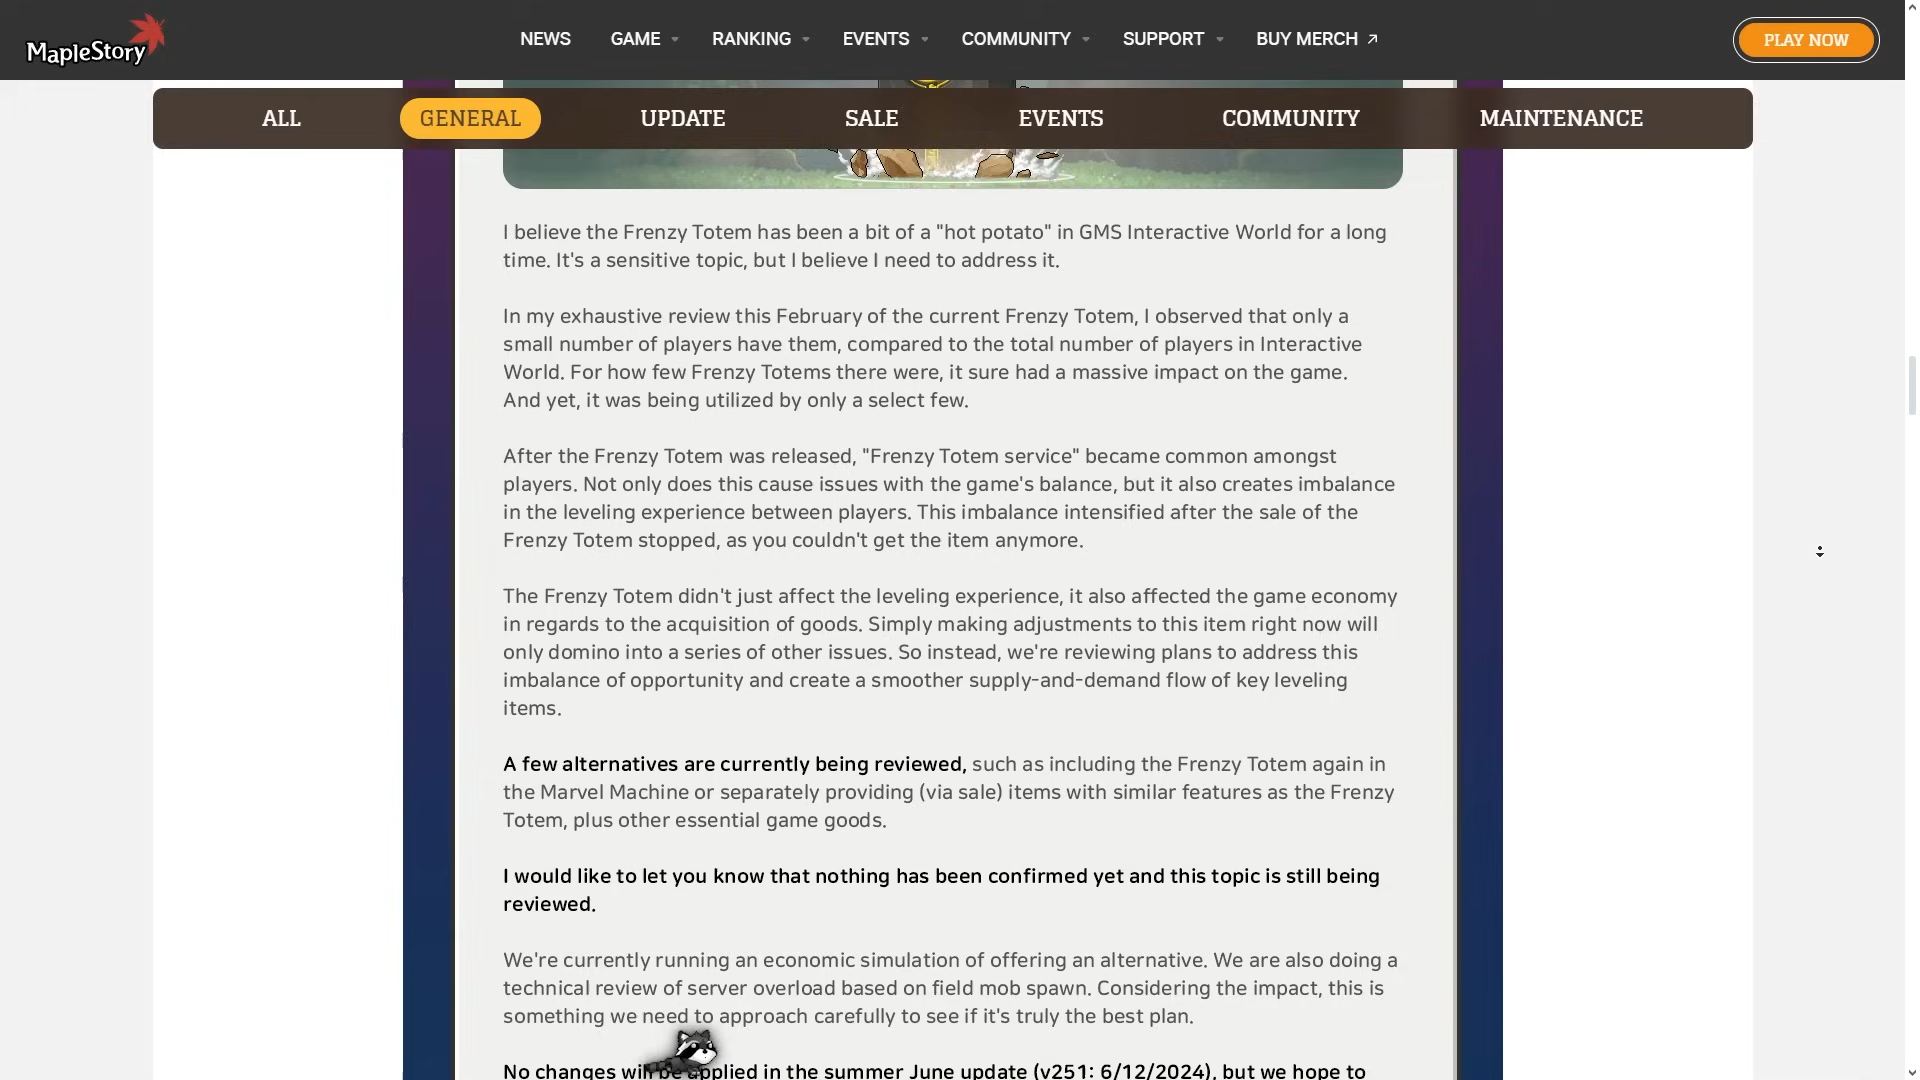 MapleStory
NEWS GAME RANKING EVENTS COMMUNITY SUPPORT BUY MERCH PLAY NOW
ALL GENERAL UPDATE SALE EVENTS COMMUNITY MAINTENANCE
I believe the Frenzy Totem has been a bit of a "hot potato" in GMS Interactive World for a long
time. It's a sensitive topic, but I believe I need to address it.
In my exhaustive review this February of the current Frenzy Totem, I observed that only a
small number of players have them, compared to the total number of players in Interactive
World. For how few Frenzy Totems there were, it sure had a massive impact on the game.
And yet, it was being utilized by only a select few.
After the Frenzy Totem was released, "Frenzy Totem service" became common amongst
players. Not only does this cause issues with the game's balance, but it also creates imbalance
in the leveling experience between players. This imbalance intensified after the sale of the
Frenzy Totem stopped, as you couldn't get the item anymore.
The Frenzy Totem didn't just affect the leveling experience, it also affected the game economy
in regards to the acquisition of goods. Simply making adjustments to this item right now will
only domino into a series of other issues. So instead, we're reviewing plans to address this
imbalance of opportunity and create a smoother supply-and-demand flow of key leveling
items.
A few alternatives are currently being reviewed, such as including the Frenzy Totem again in
the Marvel Machine or separately providing (via sale) items with similar features as the Frenzy
Totem, plus other essential game goods.
I would like to let you know that nothing has been confirmed yet and this topic is still being
reviewed.
We're currently running an economic simulation of offering an alternative. We are also doing a
technical review of server overload based on field mob spawn. Considering the impact, this is
something we need to approach carefully to see if it's truly the best plan.
No changes will be applied in the summer June update (v251: 6/12/2024), but we hope to